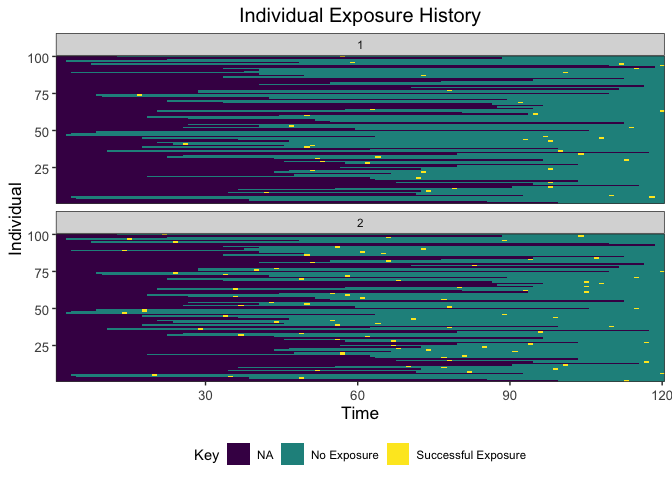 Individual Exposure History
1
100
75
50
25
2
100
75
50
25
Individual
30 60 90 120
Time
Key NA No Exposure Successful Exposure